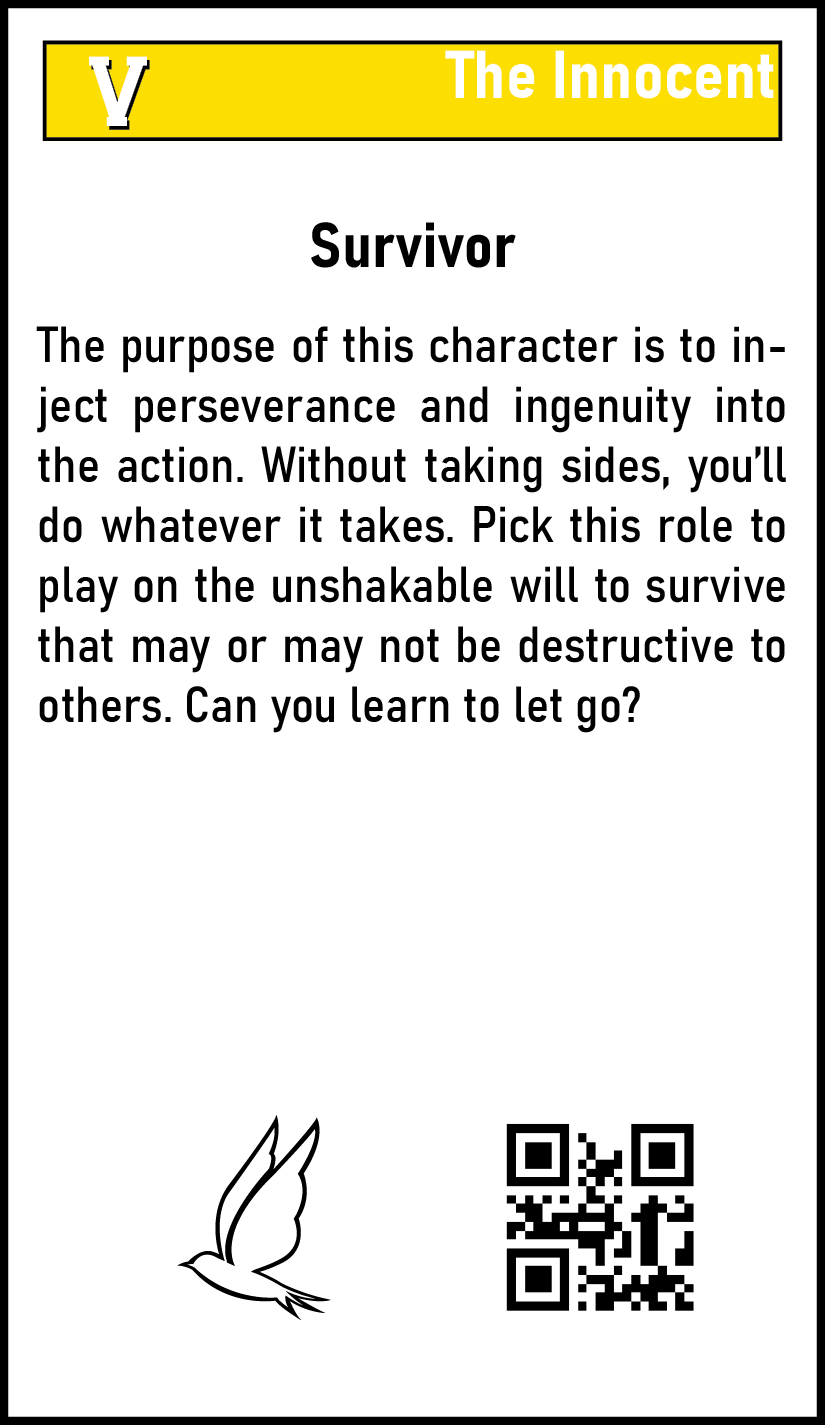 V
The Innocent
Survivor
The purpose of this character is to in-
ject perseverance and ingenuity into
the action. Without taking sides, you’ll
do whatever it takes. Pick this role to
play on the unshakable will to survive
that may or may not be destructive to
others. Can you learn to let go?